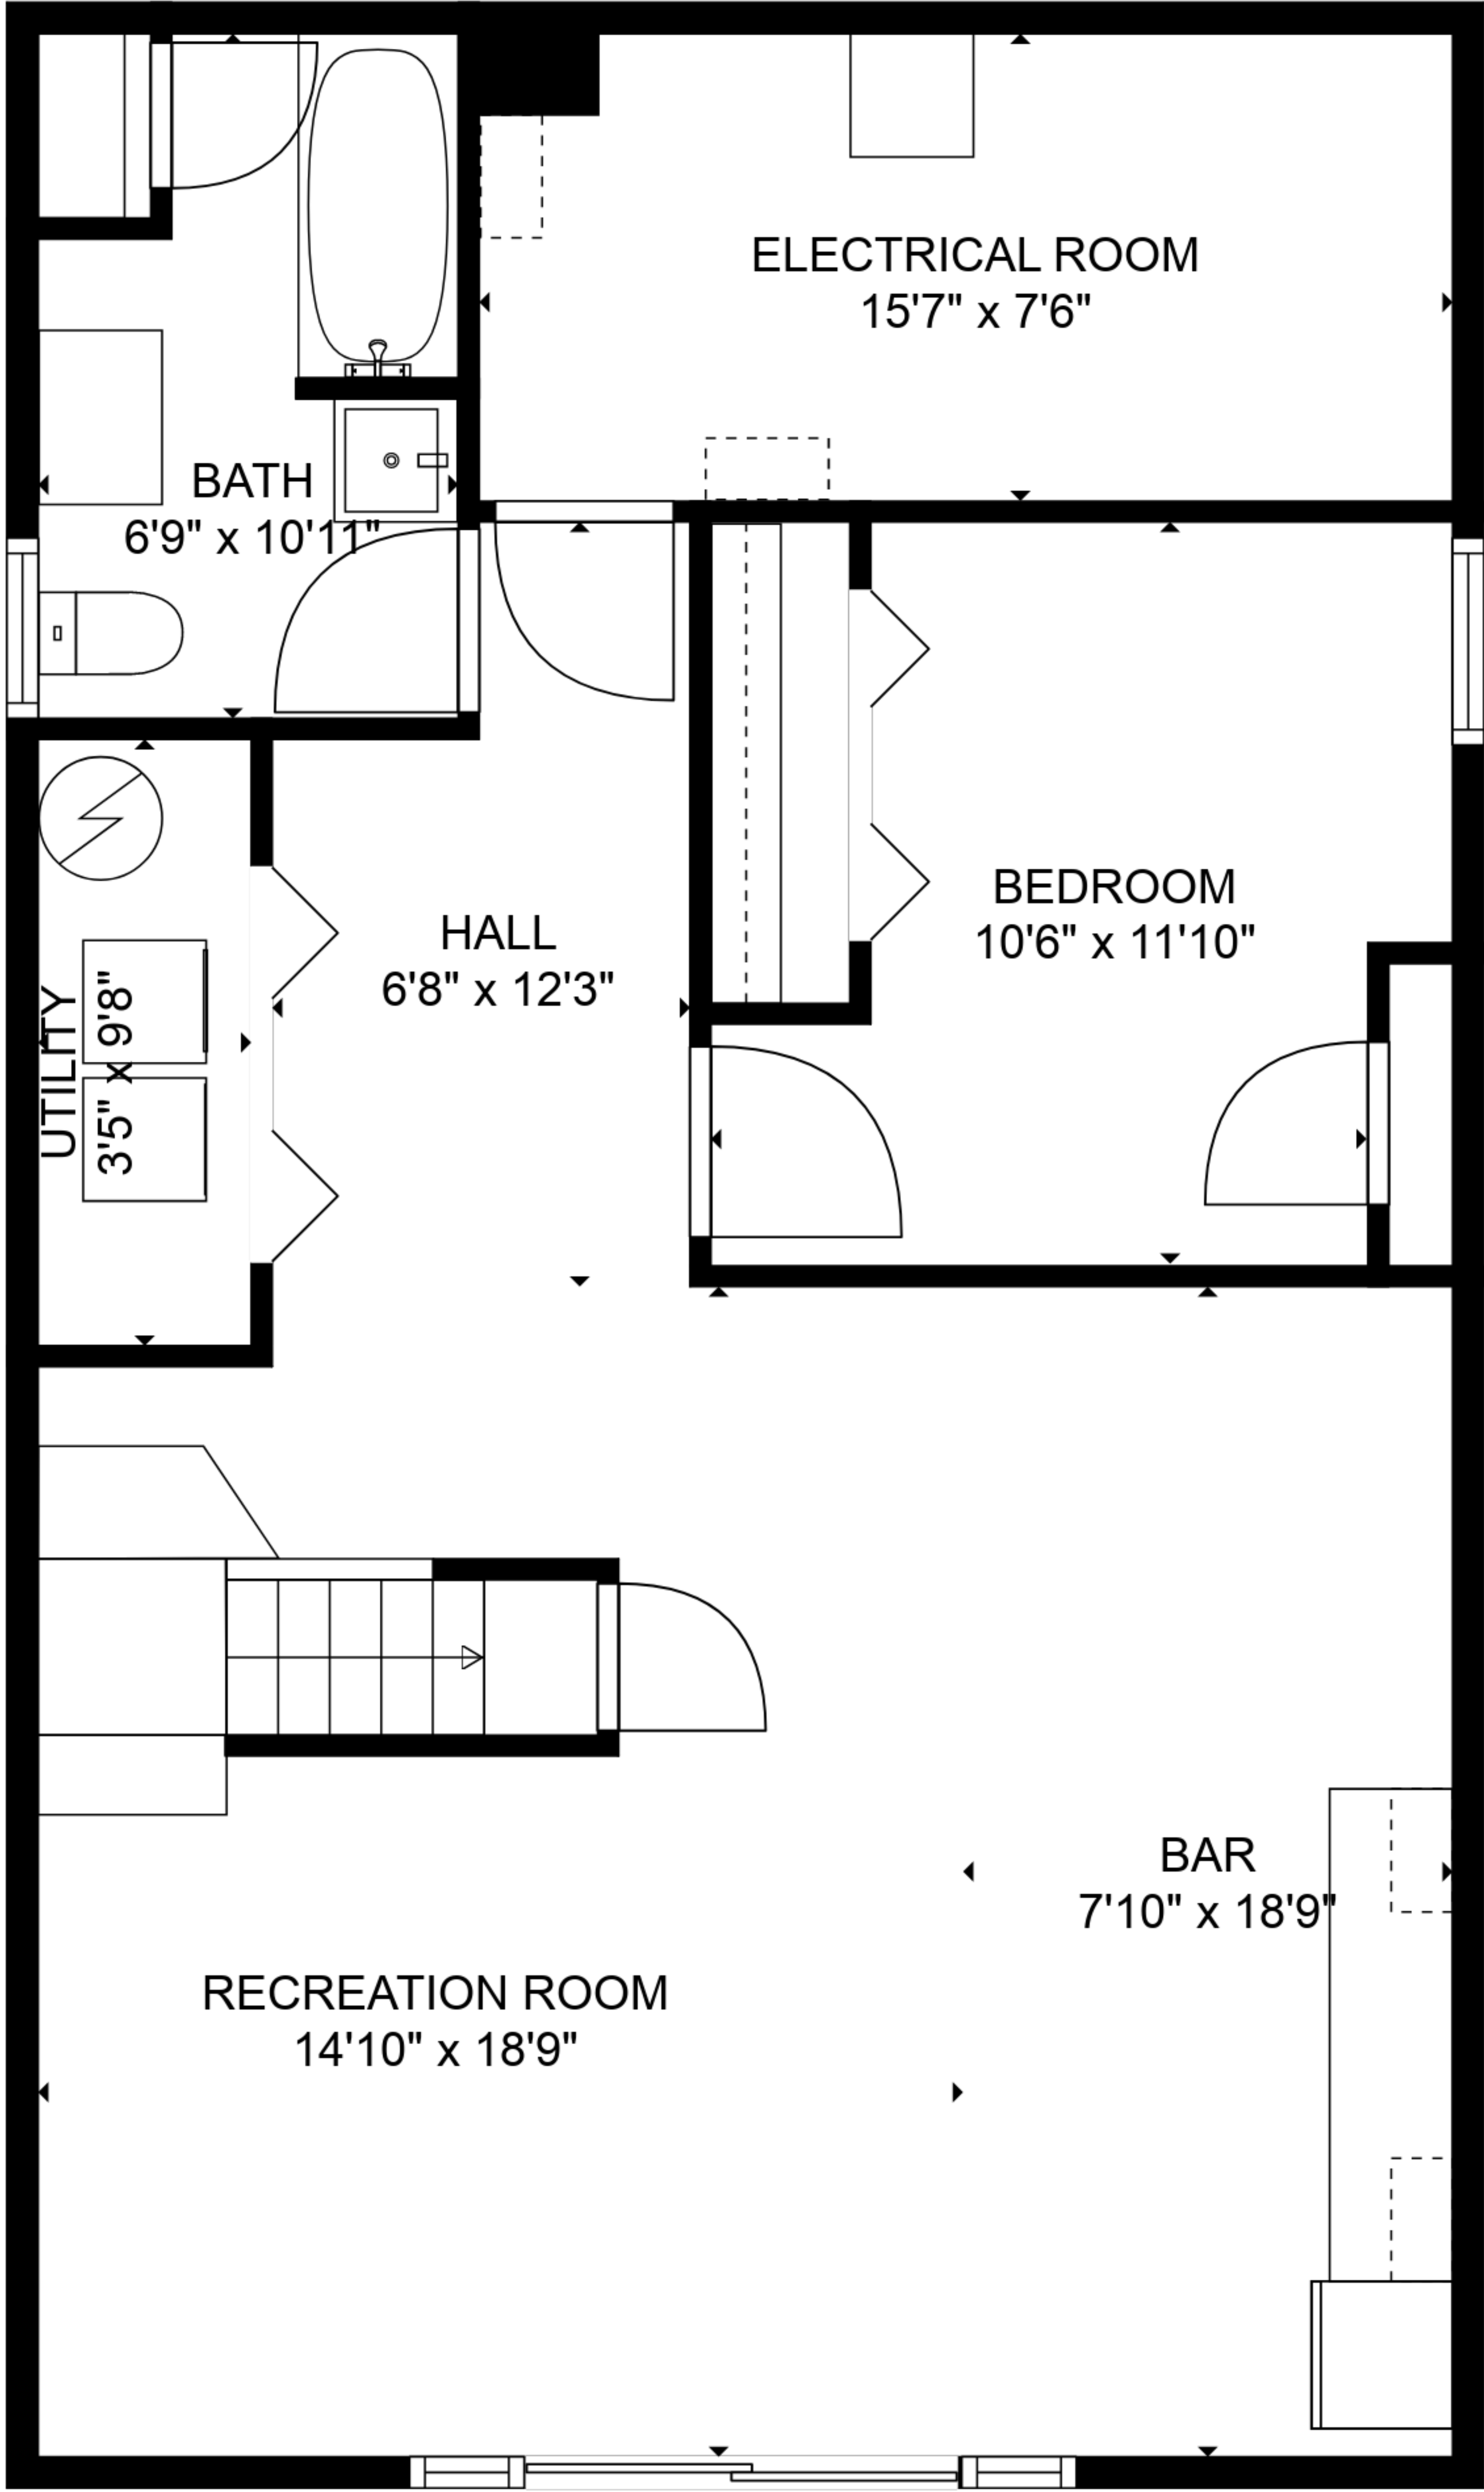 ELECTRICAL ROOM
15'7" x 7'6"
BATH
6'9" x 10'11"
BEDROOM
10'6" x 11'10"
HALL
6'8" x 12'3"
UTILITY
3'5" x 9'8"
BAR
7'10" x 18'9"
RECREATION ROOM
14'10" x 18'9"